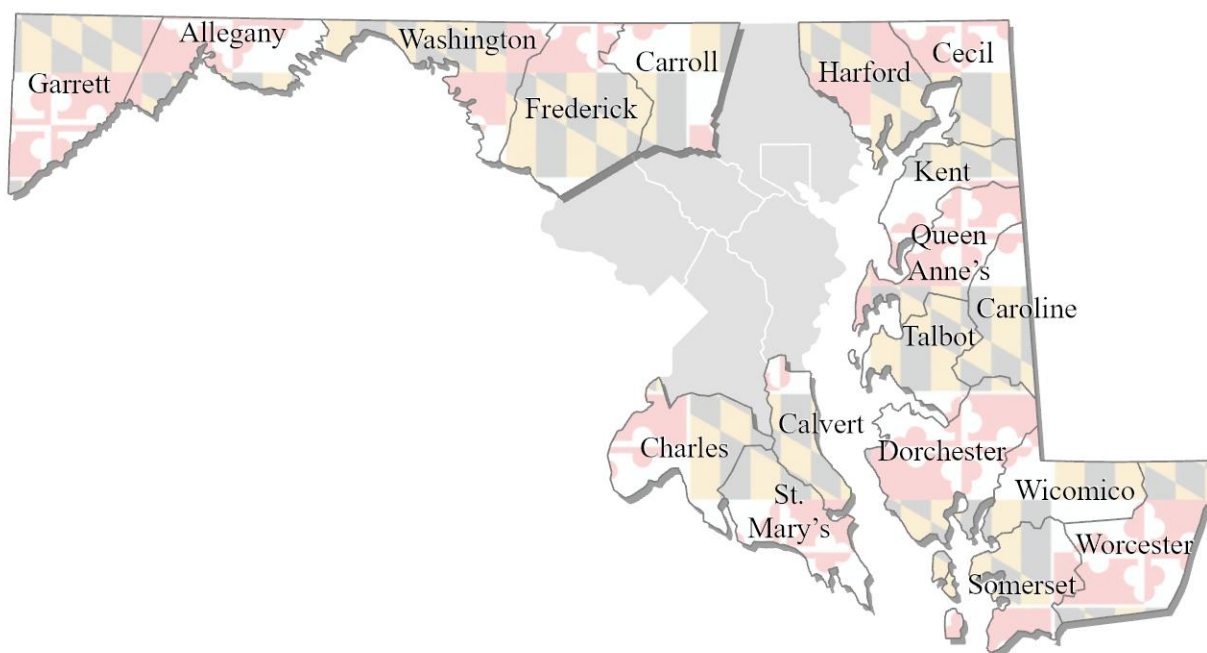 Garrett
Allegany
Washington
Frederick
Carroll
Harford
Cecil
Kent
Queen
Anne’s
Caroline
Talbot
Calvert
Charles
St.
Mary’s
Dorchester
Wicomico
Worcester
Somerset